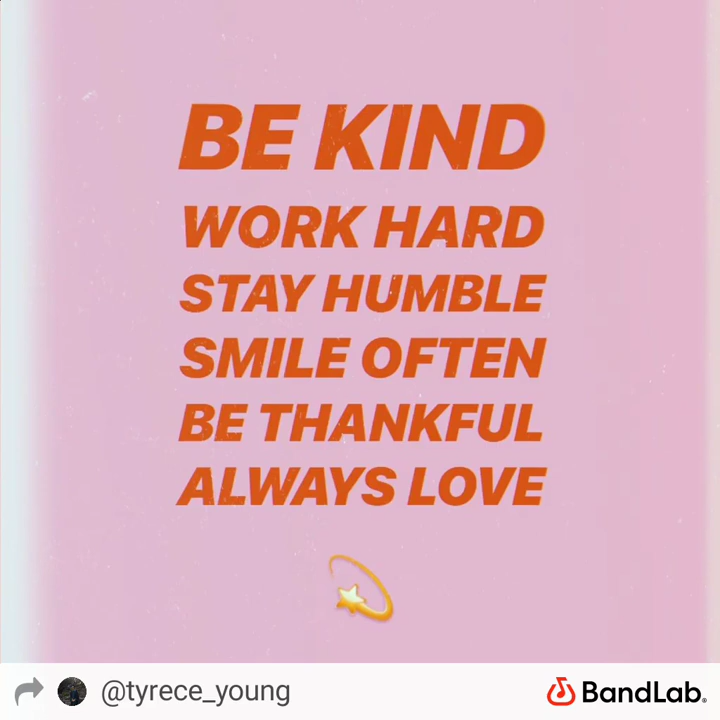 BE KIND
WORK HARD
STAY HUMBLE
SMILE OFTEN
BE THANKFUL
ALWAYS LOVE
@tyrece_young
BandLab.